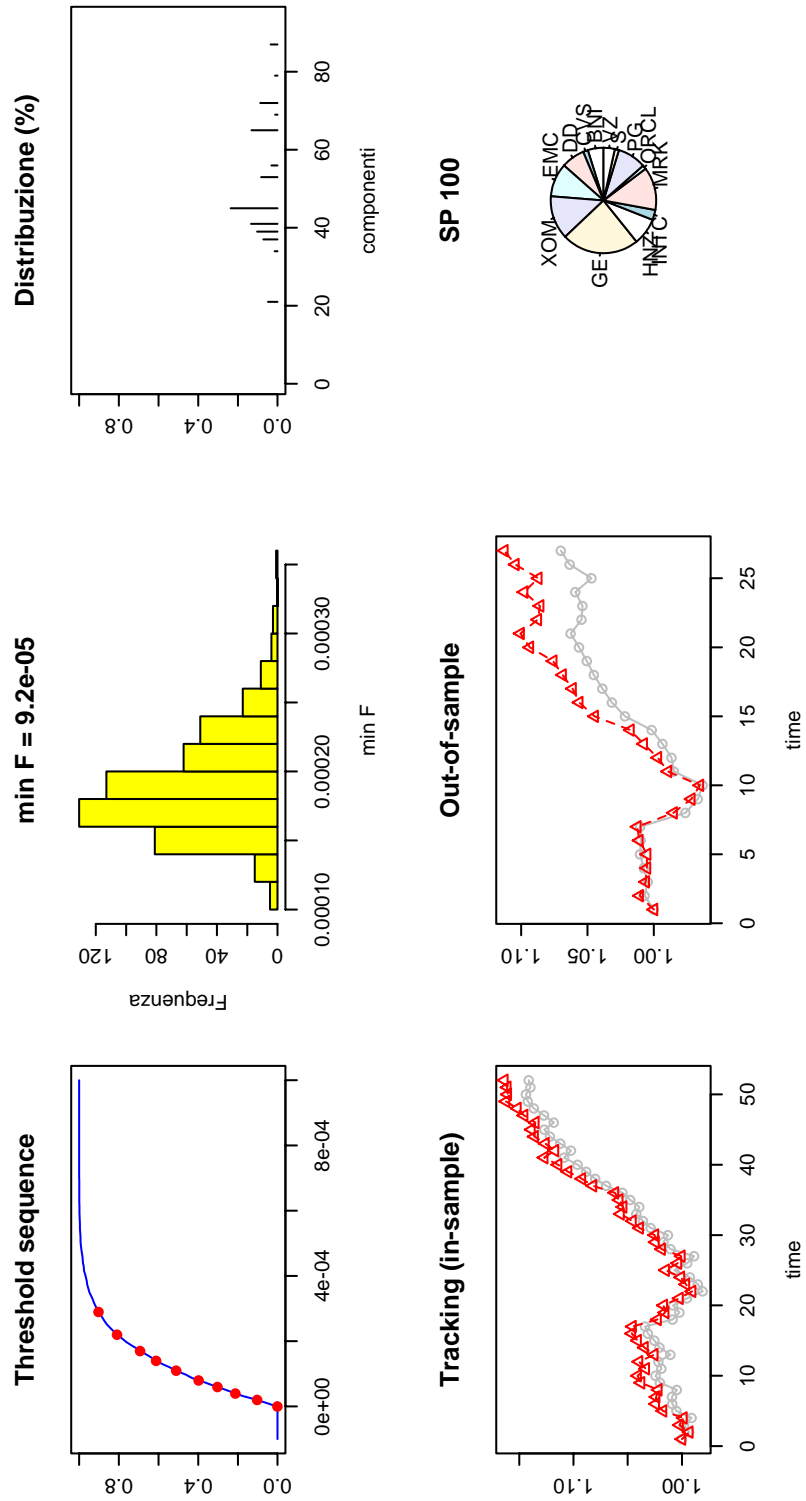 Threshold sequence
0.0 0.4 0.8
0e+00 4e-04 8e-04
min F = 9.2e-05
Frequenza
0 40 80 120
0.00010 0.00020 0.00030
min F
Distribuzione (%)
0.0 0.4 0.8
0 20 40 60 80
componenti
Tracking (in-sample)
1.00 1.10
0 10 20 30 40 50
time
Out-of-sample
1.00 1.05 1.10
0 5 10 15 20 25
time
SP 100
VZ
BNI
CVS
DD
EMC
XOM
GE
HNZ
INTC
MRK
ORCL
PG
S